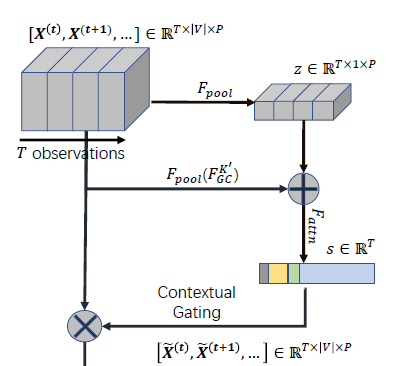 [X^(t), X^(t+1), …] ∈ ℝ^{T×|V|×P}
z ∈ ℝ^{T×1×P}
F_pool
T observations
F_pool(F_GC^{K′})
F_attn
s ∈ ℝ^T
Contextual
Gating
[X̃^(t), X̃^(t+1), …] ∈ ℝ^{T×|V|×P}